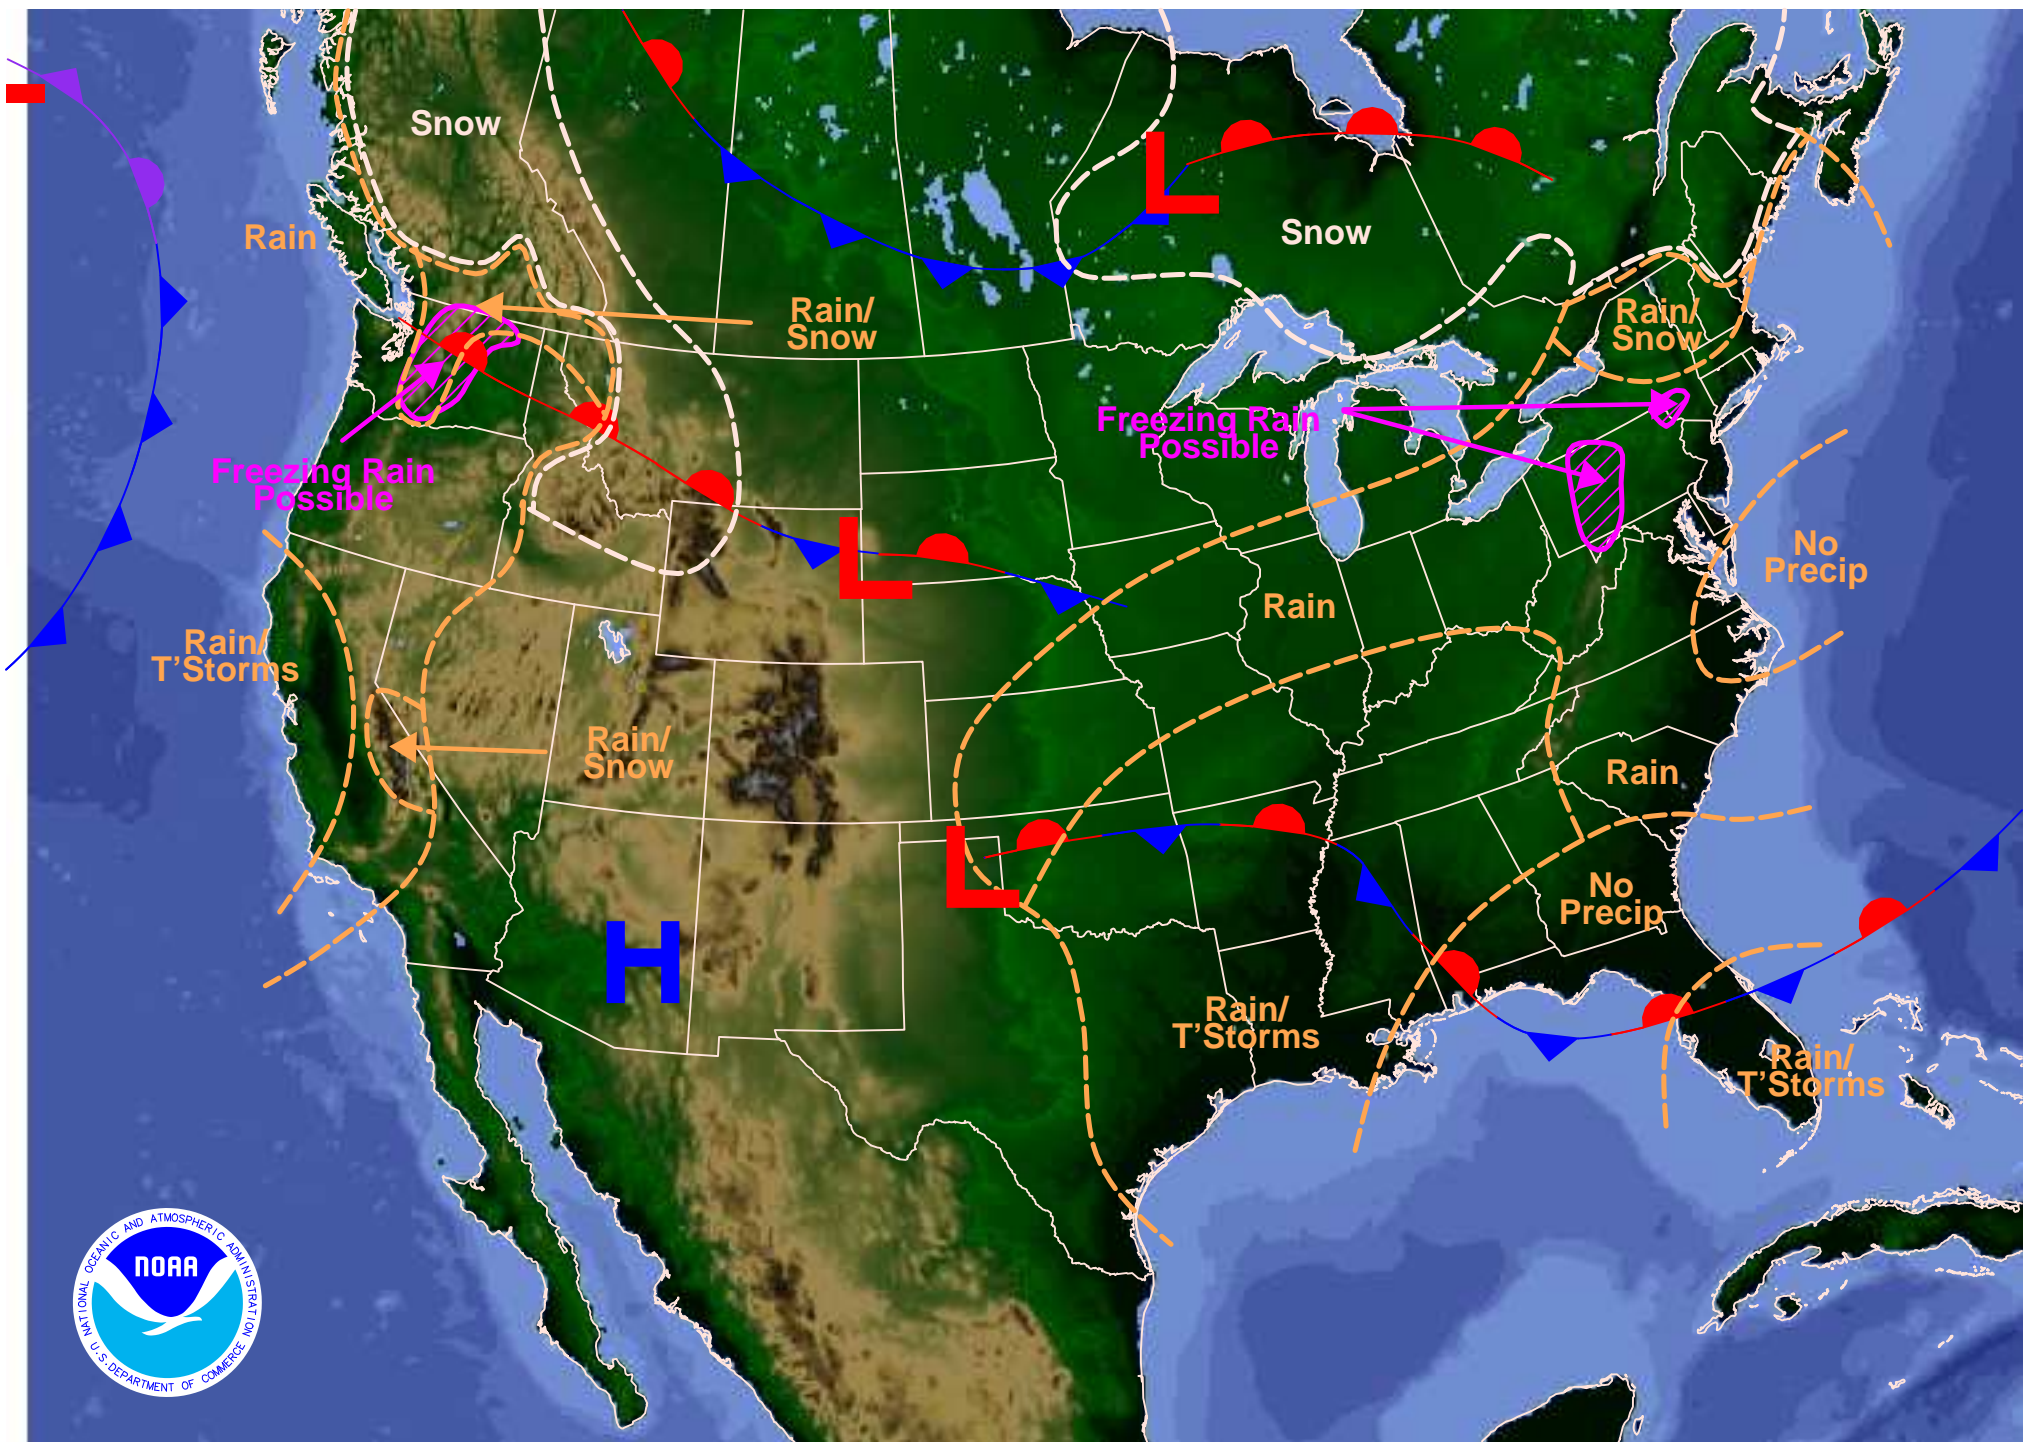 Snow
L
Rain
Snow
Rain/
Snow
Rain/
Snow
Freezing Rain
Possible
Freezing Rain
Possible
L
No
Precip
Rain
Rain/
T'Storms
Rain/
Snow
Rain
L
No
Precip
H
Rain/
T'Storms
Rain/
T'Storms
NATIONAL OCEANIC AND ATMOSPHERIC ADMINISTRATION
NOAA
U.S. DEPARTMENT OF COMMERCE